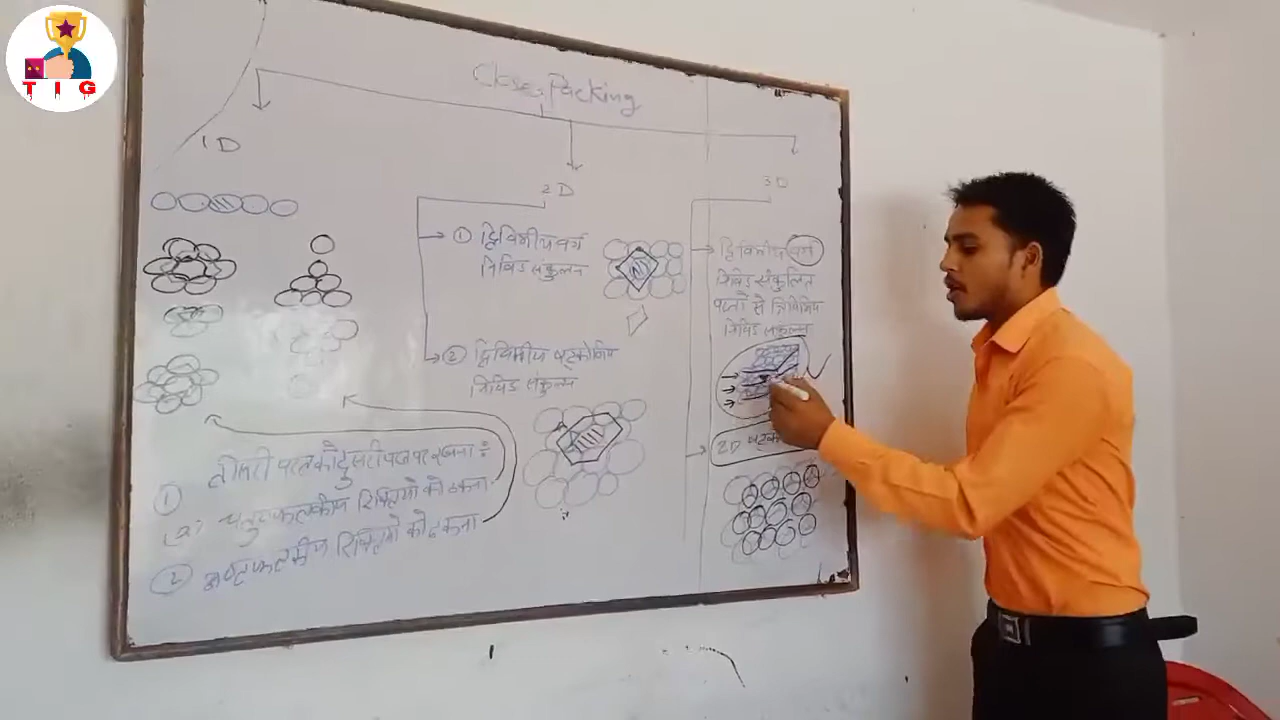 TIG
Close Packing
1D
2D
3D
① द्विविमीय वर्ग
निविड संकुलन
② द्विविमीय षट्कोणीय
निविड संकुलन
द्विविमीय वर्ग
निविड संकुलित
परतों से त्रिविमीय
निविड संकुलन
2D
तीसरी परत को दुसरी परत पर रखना :
① चतुष्फलकीय रिक्तियों को ढकना
② अष्टफलकीय रिक्तियों को ढकना